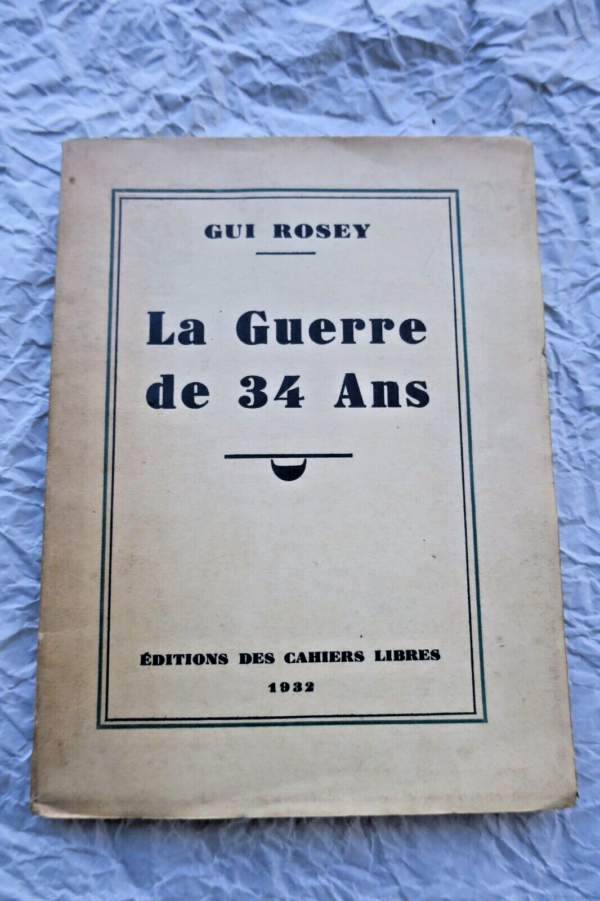 GUI ROSEY
La Guerre
de 34 Ans
ÉDITIONS DES CAHIERS LIBRES
1932